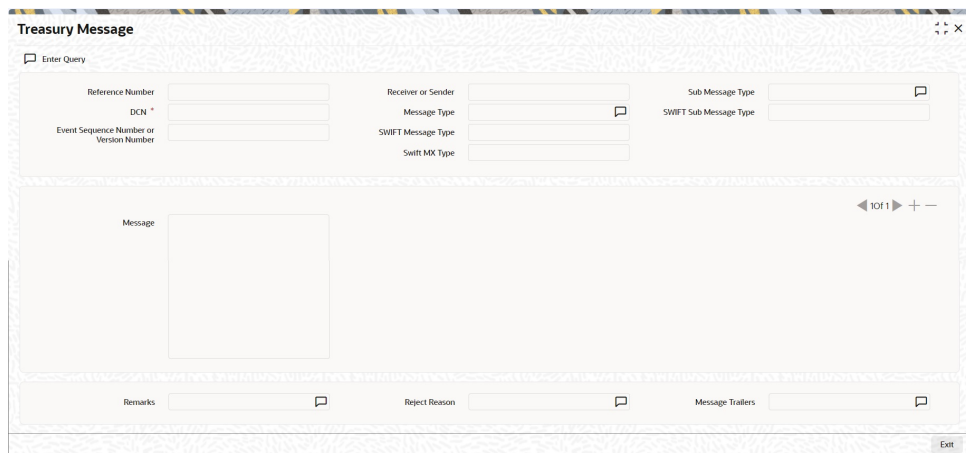 Treasury Message
Enter Query
Reference Number
DCN *
Event Sequence Number or
Version Number
Receiver or Sender
Message Type
SWIFT Message Type
Swift MX Type
Sub Message Type
SWIFT Sub Message Type
1Of 1
Message
Remarks
Reject Reason
Message Trailers
Exit